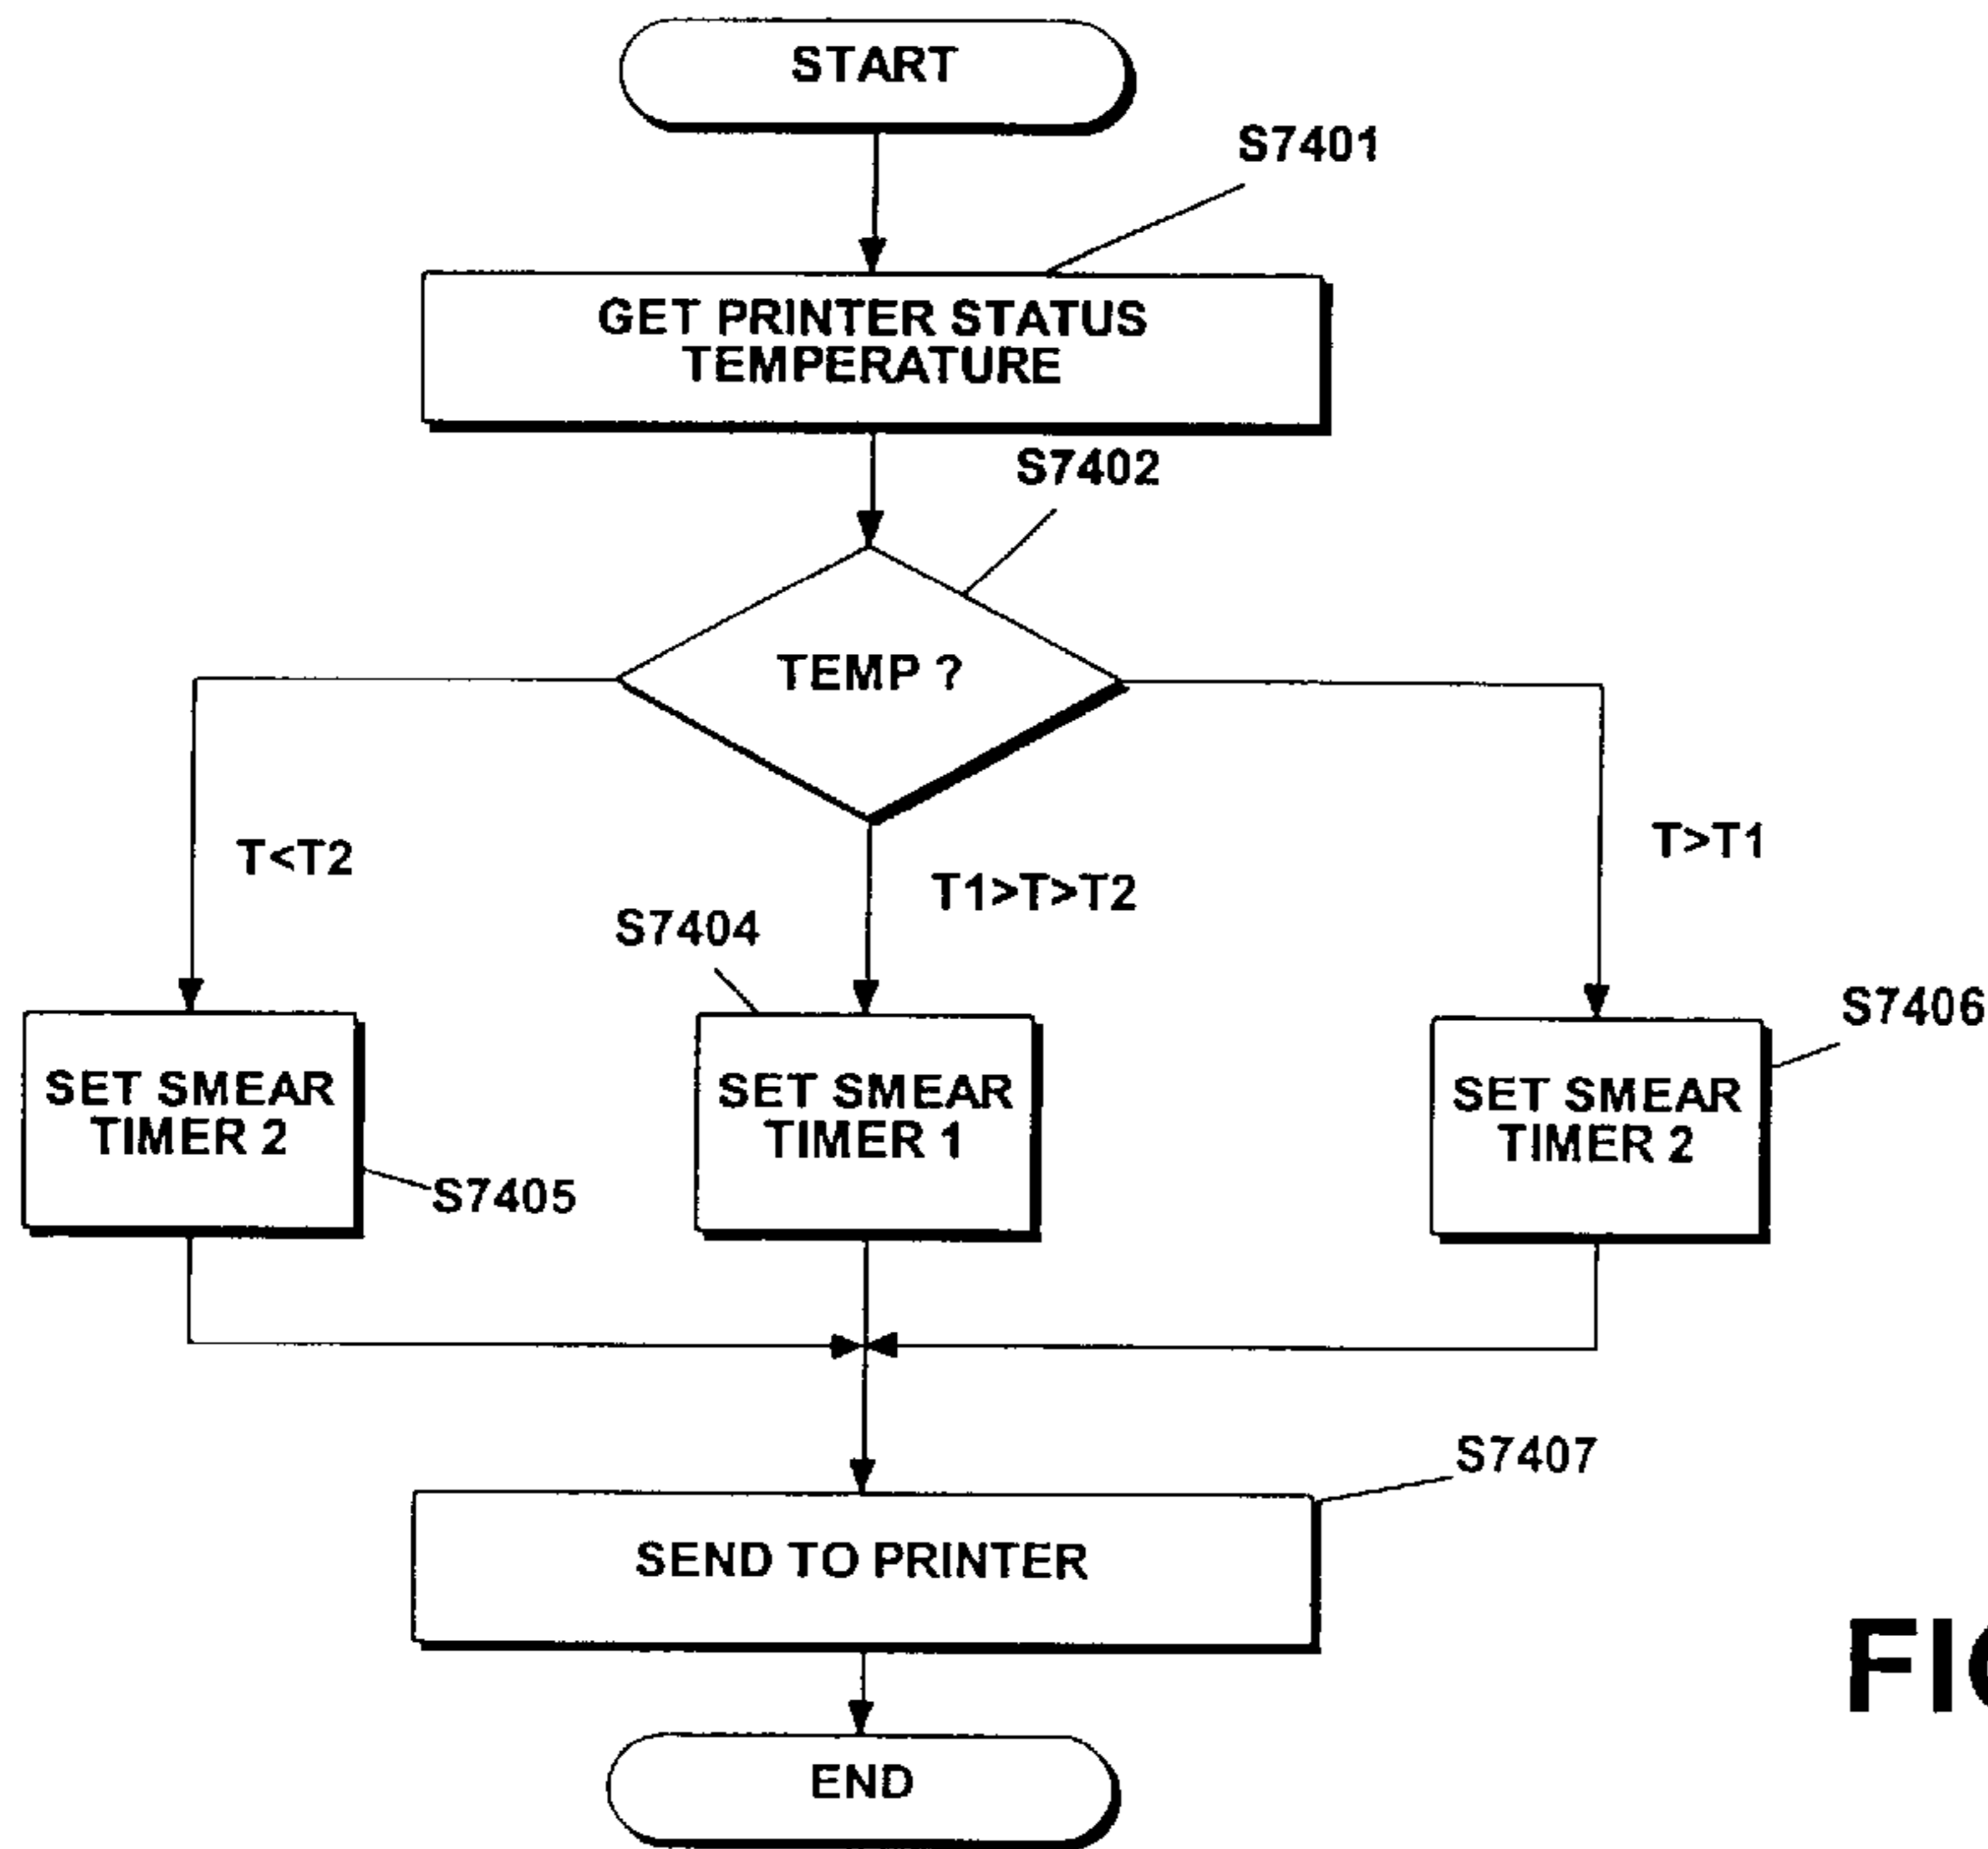 START
S7401
GET PRINTER STATUS
TEMPERATURE
S7402
TEMP ?
T<T2
T1>T>T2
T>T1
S7404
S7406
SET SMEAR
TIMER 2
S7405
SET SMEAR
TIMER 1
SET SMEAR
TIMER 2
S7407
SEND TO PRINTER
END